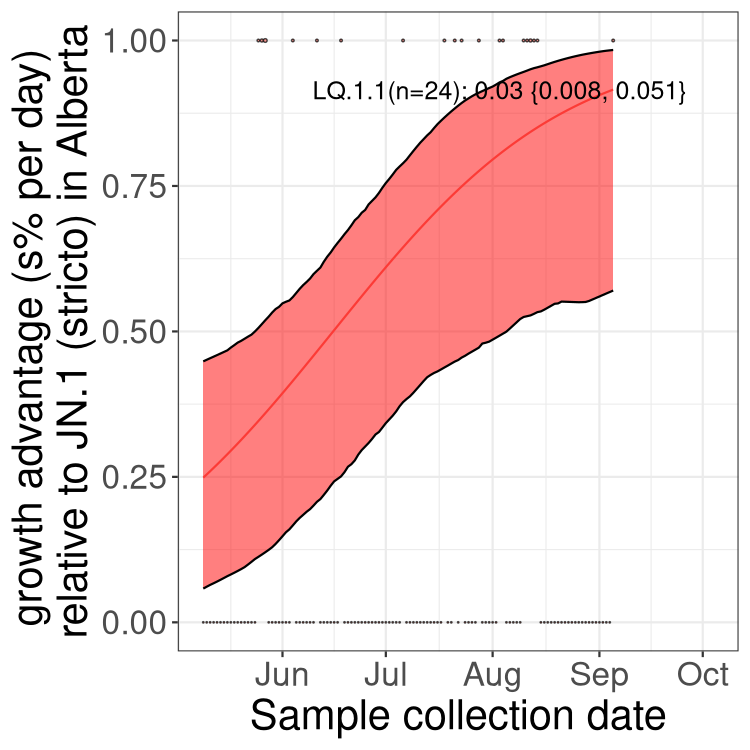 growth advantage (s% per day)
relative to JN.1 (stricto) in Alberta
1.00
0.75
0.50
0.25
0.00
LQ.1.1(n=24): 0.03 {0.008, 0.051}
Jun Jul Aug Sep Oct
Sample collection date